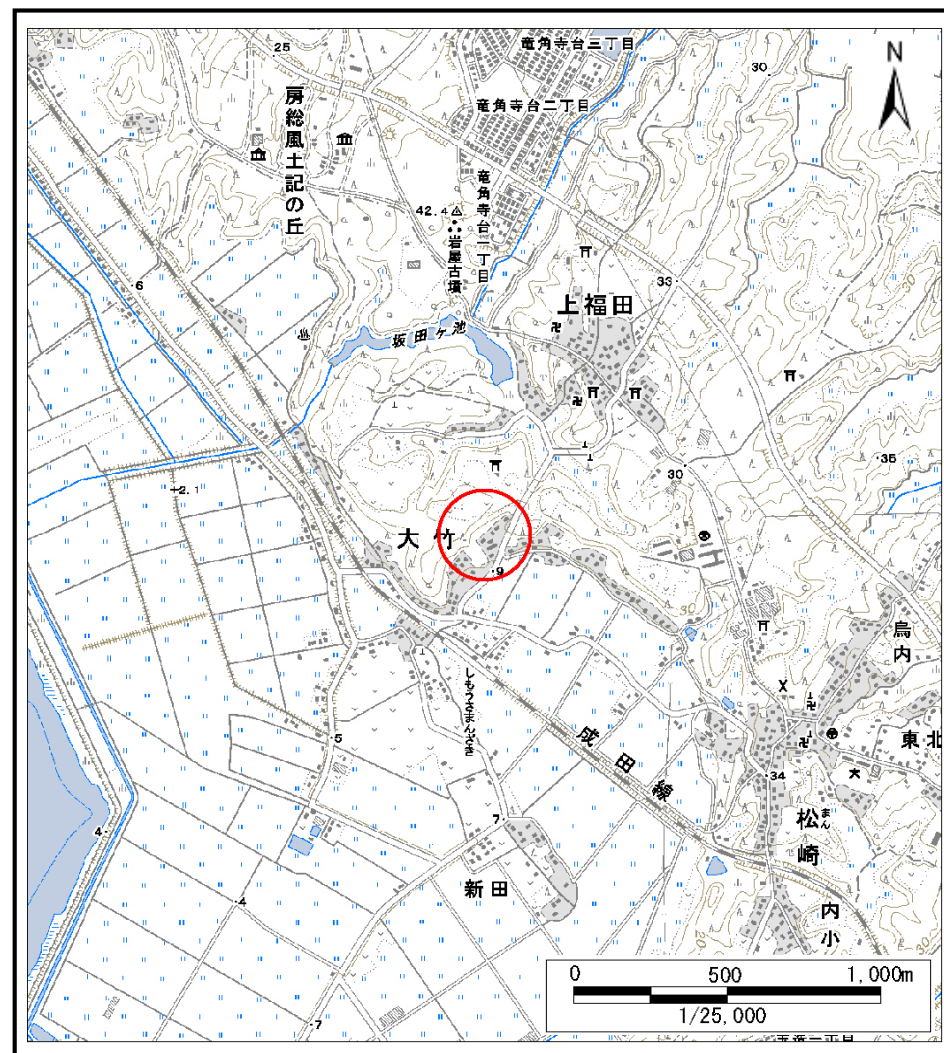 竜角寺台三丁目
25
30
N
房総風土記の丘
竜角寺台二丁目
竜角寺台一丁目
42.4
岩屋古墳
6
33
上福田
坂田ヶ池
35
30
+2.1
大竹
9
30
烏内
しもうさまんざき
成田線
東北
5
34
松崎
まん
4
7
新田
内小
4
20
7
0 500 1,000m
1/25,000